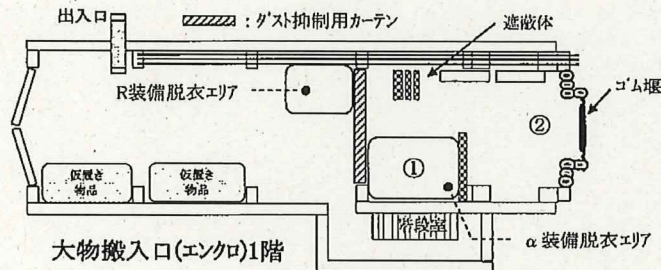 出入口
：ダスト抑制用カーテン
遮蔽体
R装備脱衣エリア
ゴム堰
②
①
仮置き
物品
仮置き
物品
階段室
α装備脱衣エリア
大物搬入口(エンクロ)1階